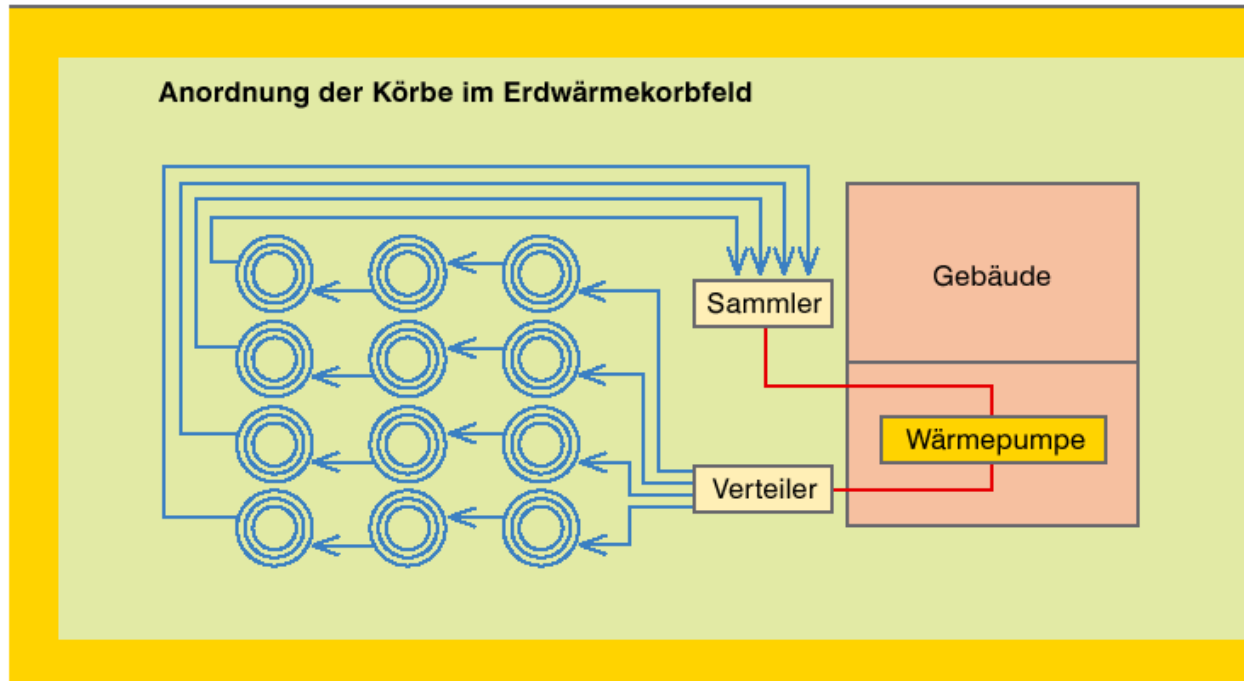 Anordnung der Körbe im Erdwärmekorbfeld
Gebäude
Sammler
Wärmepumpe
Verteiler